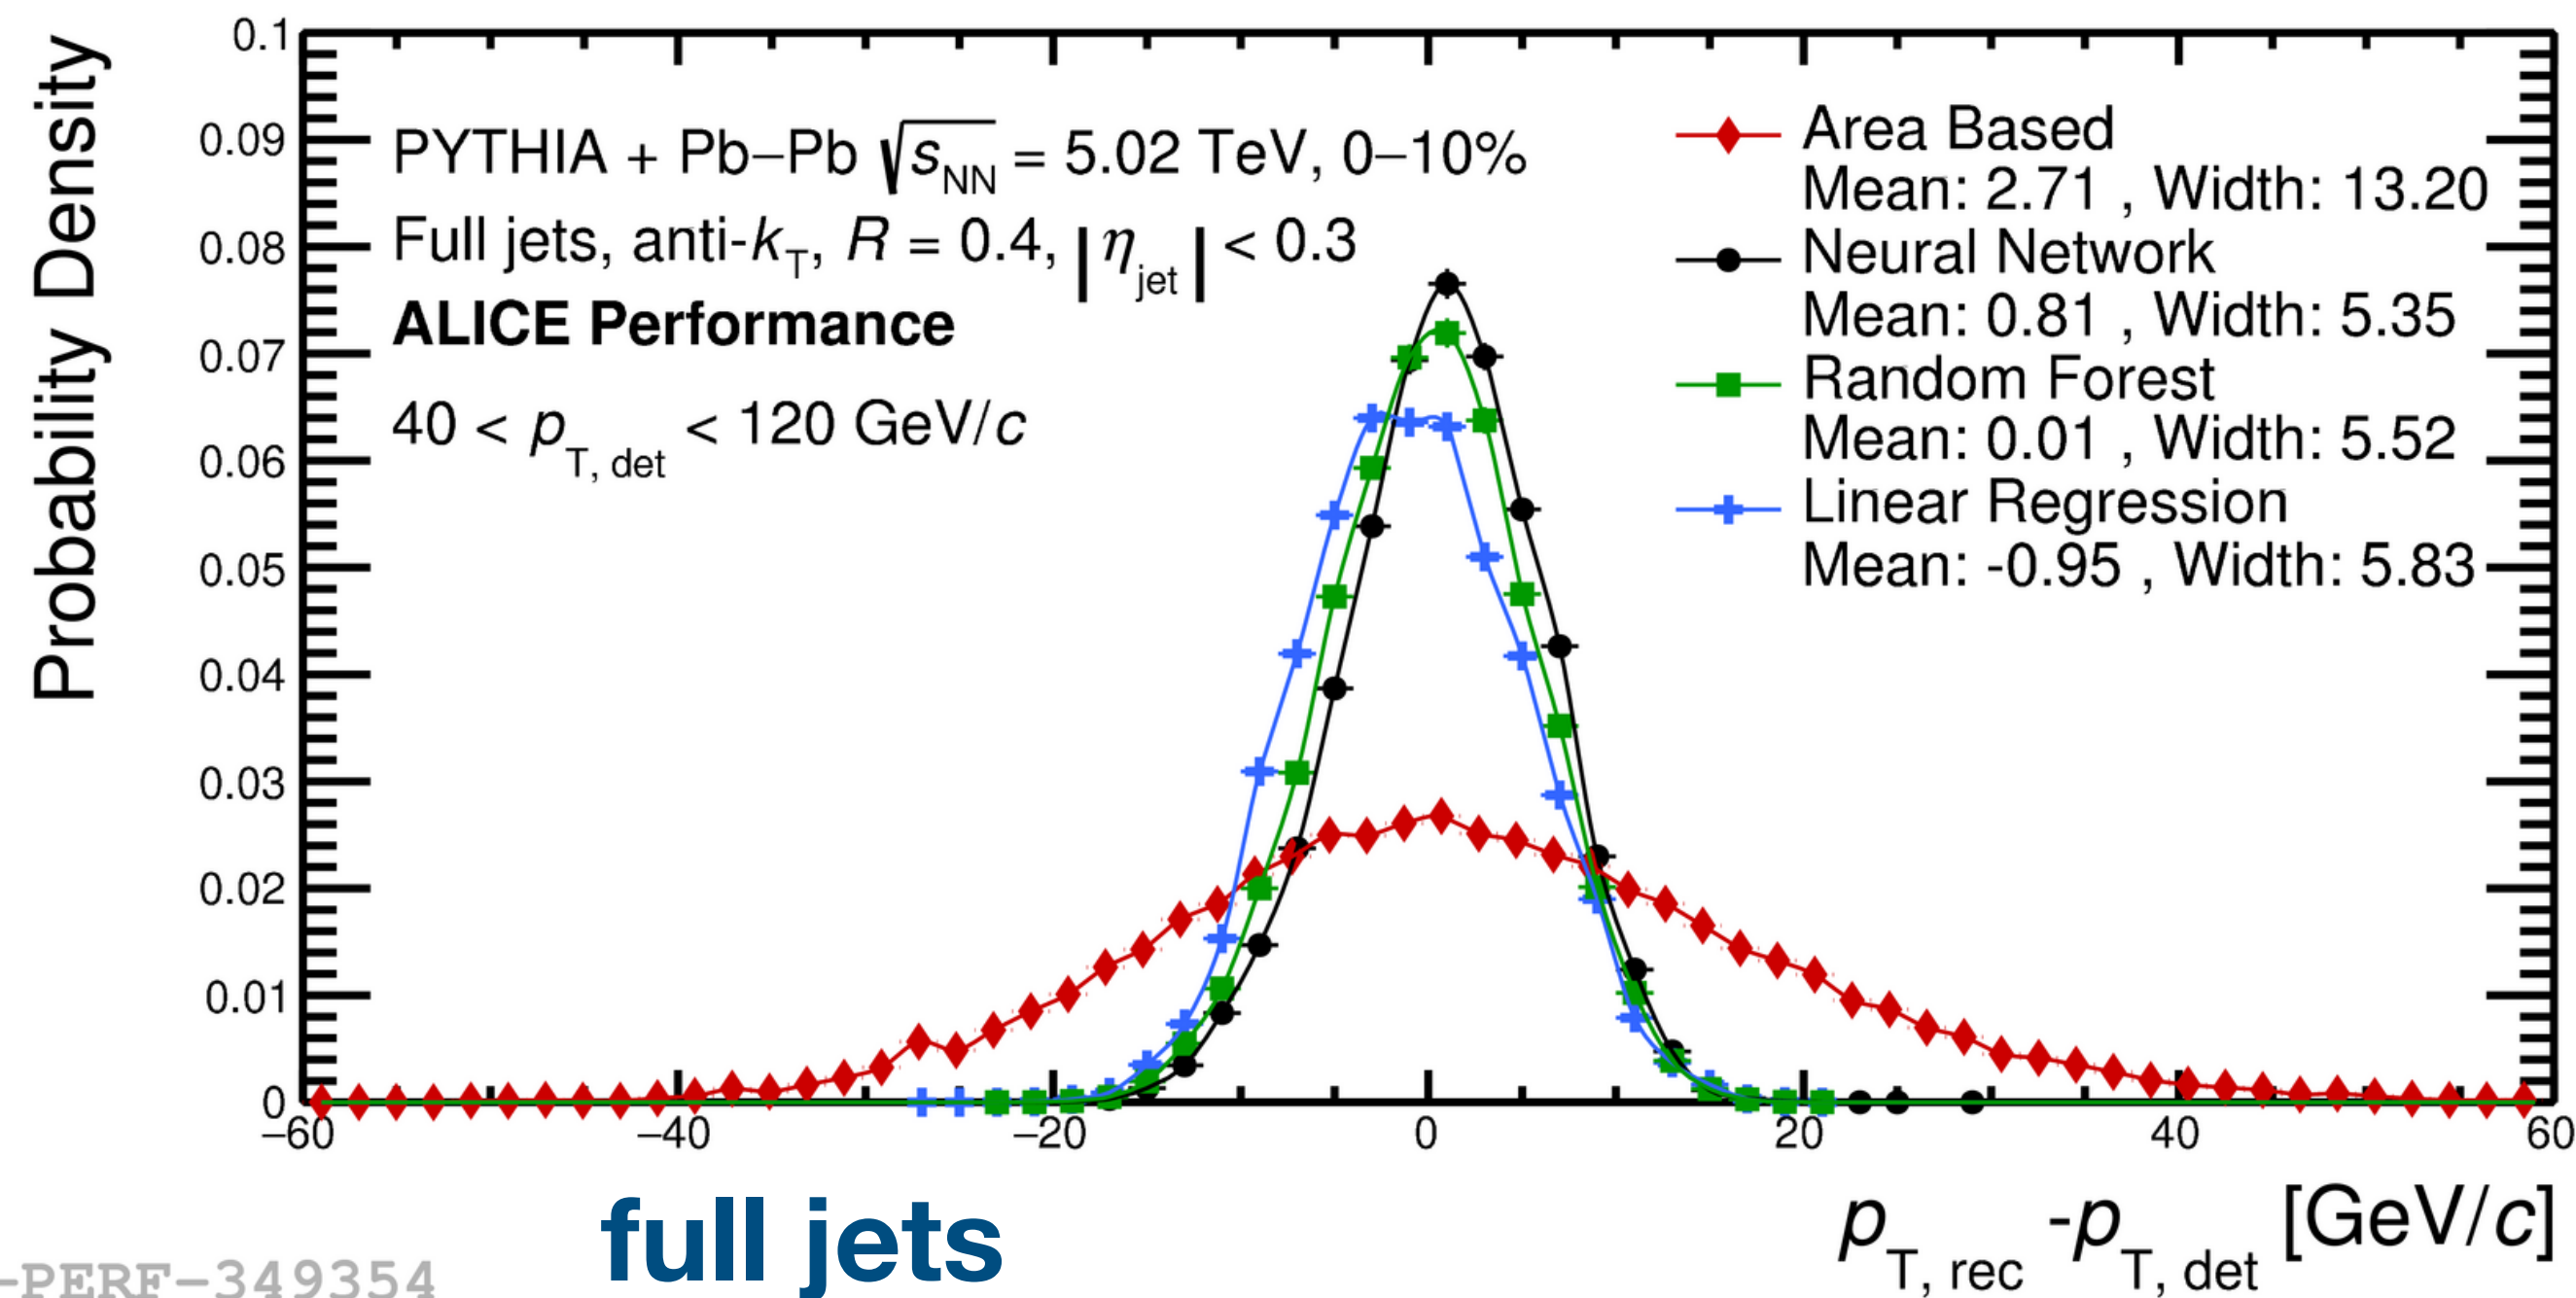 Probability Density
0.1
0.09
0.08
0.07
0.06
0.05
0.04
0.03
0.02
0.01
0
PYTHIA + Pb–Pb √sNN = 5.02 TeV, 0–10%
Full jets, anti-kT, R = 0.4, |ηjet| < 0.3
ALICE Performance
40 < pT, det < 120 GeV/c
Area Based
Mean: 2.71 , Width: 13.20
Neural Network
Mean: 0.81 , Width: 5.35
Random Forest
Mean: 0.01 , Width: 5.52
Linear Regression
Mean: -0.95 , Width: 5.83
−60 −40 −20 0 20 40 60
pT, rec -pT, det [GeV/c]
full jets
-PERF-349354